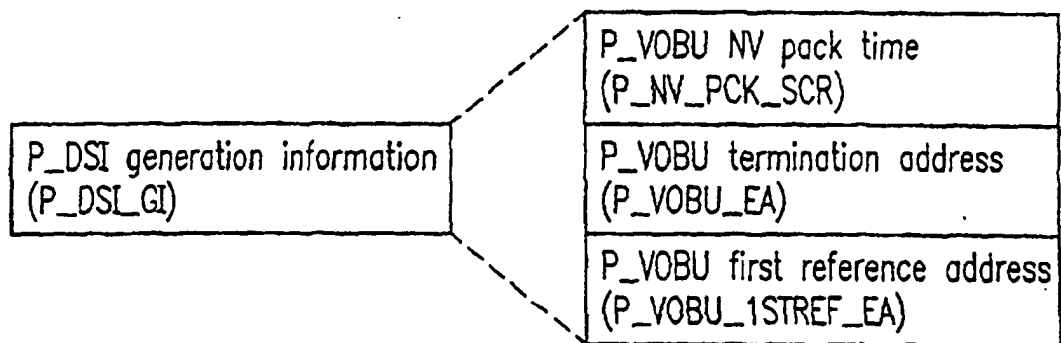 P_DSI generation information
(P_DSI_GI)
P_VOBU NV pack time
(P_NV_PCK_SCR)
P_VOBU termination address
(P_VOBU_EA)
P_VOBU first reference address
(P_VOBU_1STREF_EA)